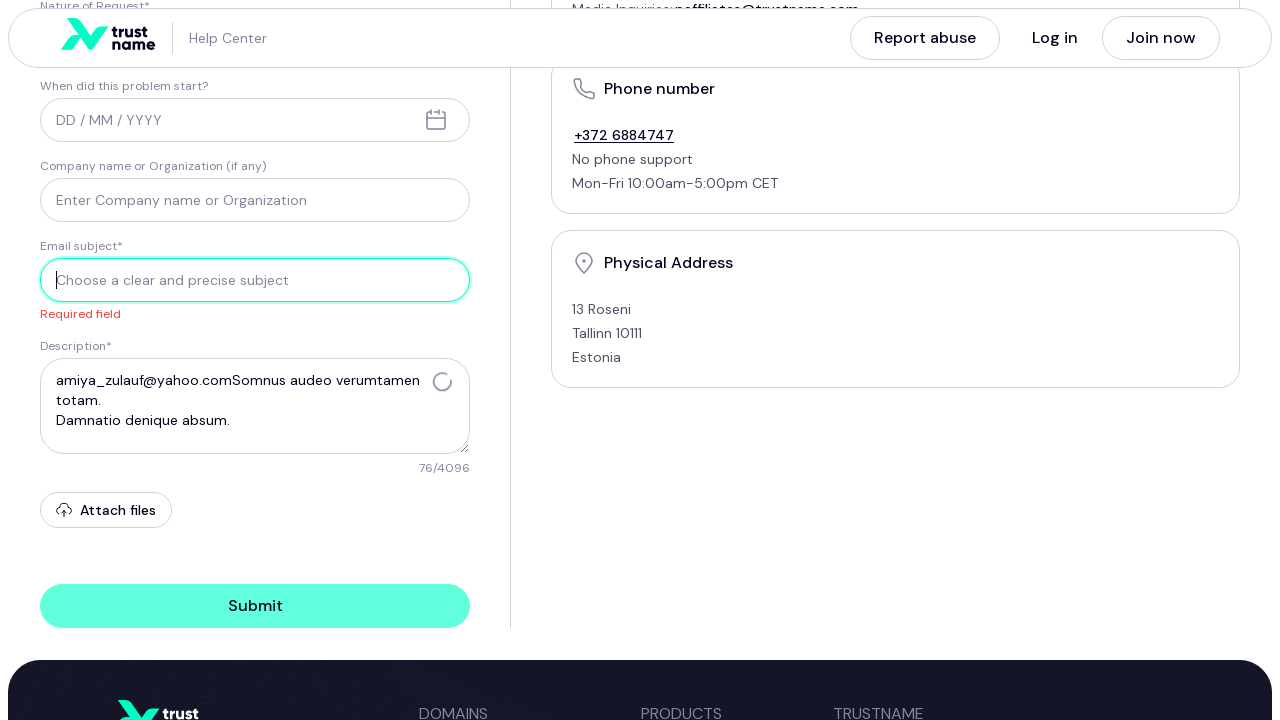 Nature of Request*
Media Inquiries: naffiliates@trustname.com
trust
name
Help Center
Report abuse
Log in
Join now
When did this problem start?
DD / MM / YYYY
Company name or Organization (if any)
Enter Company name or Organization
Email subject*
Choose a clear and precise subject
Required field
Description*
amiya_zulauf@yahoo.comSomnus audeo verumtamen
totam.
Damnatio denique absum.
76/4096
Attach files
Submit
Phone number
+372 6884747
No phone support
Mon-Fri 10:00am-5:00pm CET
Physical Address
13 Roseni
Tallinn 10111
Estonia
trust
DOMAINS
PRODUCTS
TRUSTNAME